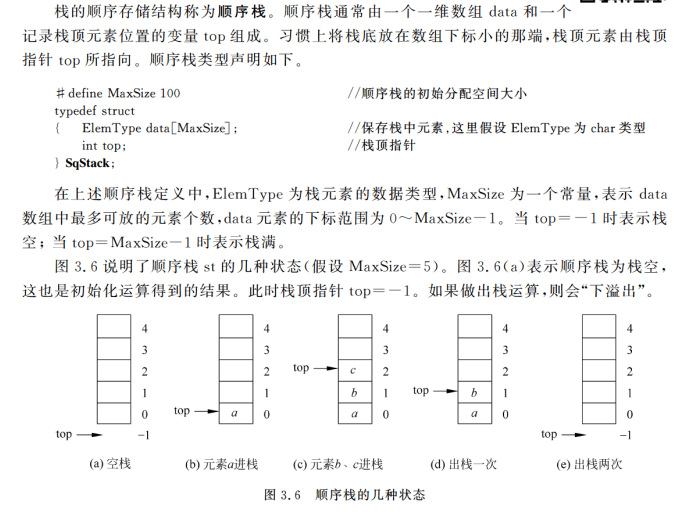 栈的顺序存储结构称为顺序栈。顺序栈通常由一个一维数组 data 和一个
记录栈顶元素位置的变量 top 组成。习惯上将栈底放在数组下标小的那端,栈顶元素由栈顶
指针 top 所指向。顺序栈类型声明如下。
# define MaxSize 100 //顺序栈的初始分配空间大小
typedef struct
{ ElemType data[MaxSize]; //保存栈中元素,这里假设 ElemType 为 char 类型
int top; //栈顶指针
} SqStack;
在上述顺序栈定义中,ElemType 为栈元素的数据类型,MaxSize 为一个常量,表示 data
数组中最多可放的元素个数,data 元素的下标范围为 0～MaxSize－1。当 top＝－1 时表示栈
空；当 top＝MaxSize－1 时表示栈满。
图 3.6 说明了顺序栈 st 的几种状态(假设 MaxSize＝5)。图 3.6(a)表示顺序栈为栈空,
这也是初始化运算得到的结果。此时栈顶指针 top＝－1。如果做出栈运算,则会“下溢出”。
4 4 4 4 4
3 3 3 3 3
2 2 top c 2 2 2
1 1 b 1 top b 1 1
0 top a 0 a 0 a 0 0
top -1 top -1
(a) 空栈 (b) 元素a进栈 (c) 元素b、c进栈 (d) 出栈一次 (e) 出栈两次
图 3.6 顺序栈的几种状态